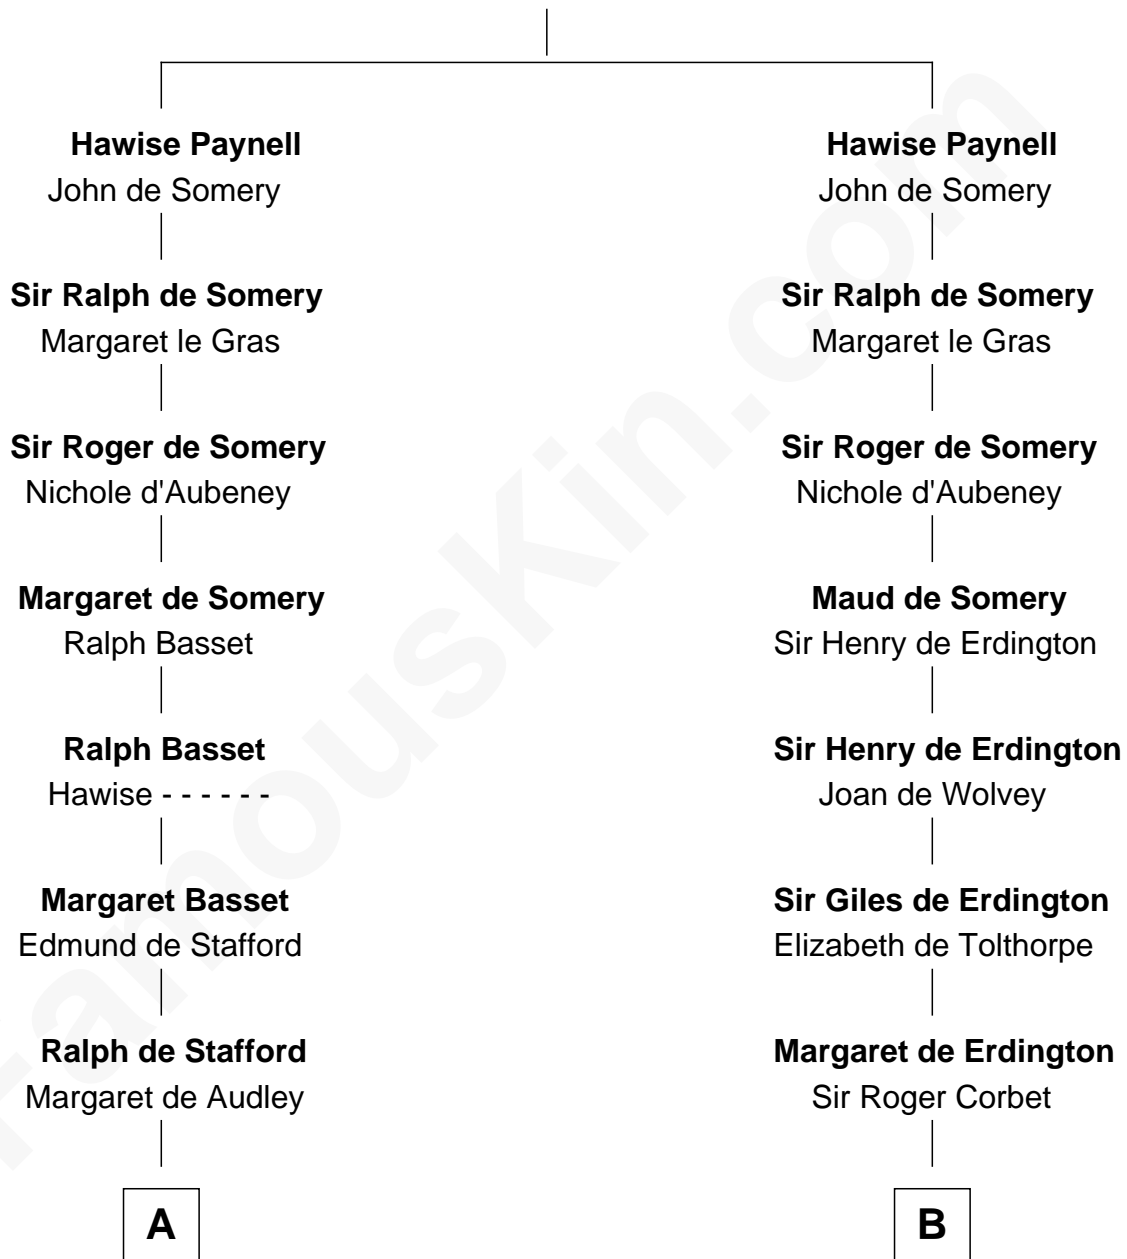 Hawise Paynell Hawise Paynell
John de Somery John de Somery
Sir Ralph de Somery Sir Ralph de Somery
Margaret le Gras Margaret le Gras
Sir Roger de Somery Sir Roger de Somery
Nichole d'Aubeney Nichole d'Aubeney
Margaret de Somery Maud de Somery
Ralph Basset Sir Henry de Erdington
Ralph Basset Sir Henry de Erdington
Hawise - - - - - - Joan de Wolvey
Margaret Basset Sir Giles de Erdington
Edmund de Stafford Elizabeth de Tolthorpe
Ralph de Stafford Margaret de Erdington
Margaret de Audley Sir Roger Corbet
A B
FamousKin.com